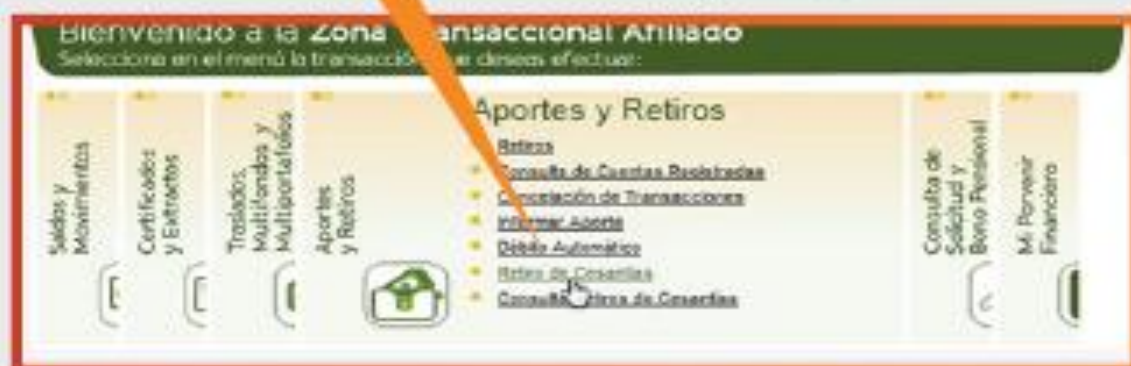 Bienvenido a la Zona Transaccional Afiliado
Selecciona en el menú la transacción que deseas efectuar:
Saldos y
Movimientos
Certificados
y Extractos
Traslados,
Multifondos y
Multiportafolios
Aportes
y Retiros
Aportes y Retiros
Retiros
Consulta de Cuentas Registradas
Cancelación de Transacciones
Informar Aporte
Débito Automático
Retiro de Cesantías
Consulta Retiros de Cesantías
Consulta de
Solicitud y
Bono Pensional
Mi Porvenir
Financiero